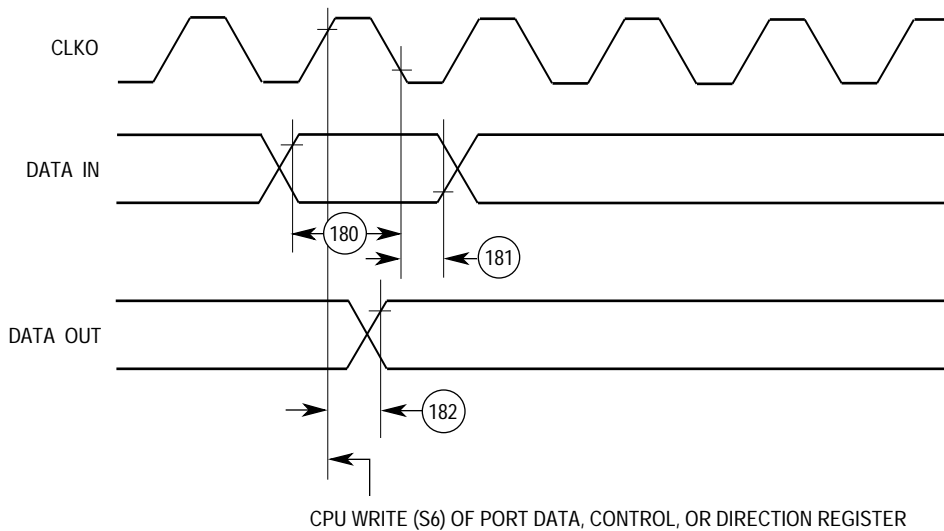 CLKO
DATA IN
180
181
DATA OUT
182
CPU WRITE (S6) OF PORT DATA, CONTROL, OR DIRECTION REGISTER